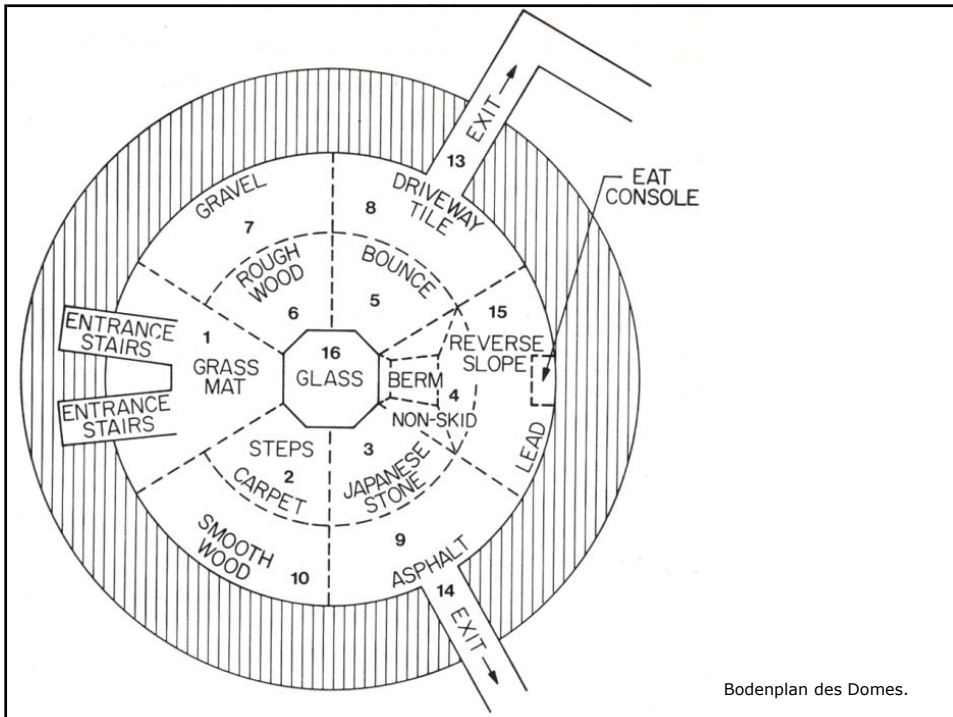 EXIT
13
GRAVEL
DRIVEWAY
TILE
EAT
CONSOLE
8
7
ROUGH
WOOD
BOUNCE
5
15
6
ENTRANCE
STAIRS
1
GRASS
MAT
16
GLASS
REVERSE
SLOPE
BERM
4
NON-SKID
ENTRANCE
STAIRS
STEPS
2
CARPET
3
JAPANESE
STONE
LEAD
SMOOTH
WOOD
10
9
ASPHALT
14
EXIT
Bodenplan des Domes.